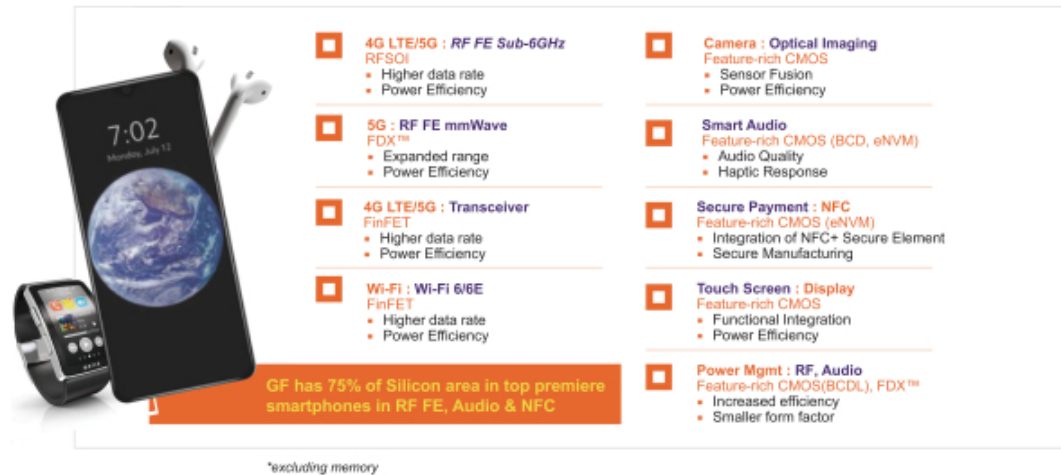 7:02
Monday, July 12
4G LTE/5G : RF FE Sub-6GHz
RFSOI
▪ Higher data rate
▪ Power Efficiency
5G : RF FE mmWave
FDX™
▪ Expanded range
▪ Power Efficiency
4G LTE/5G : Transceiver
FinFET
▪ Higher data rate
▪ Power Efficiency
Wi-Fi : Wi-Fi 6/6E
FinFET
▪ Higher data rate
▪ Power Efficiency
Camera : Optical Imaging
Feature-rich CMOS
▪ Sensor Fusion
▪ Power Efficiency
Smart Audio
Feature-rich CMOS (BCD, eNVM)
▪ Audio Quality
▪ Haptic Response
Secure Payment : NFC
Feature-rich CMOS (eNVM)
▪ Integration of NFC+ Secure Element
▪ Secure Manufacturing
Touch Screen : Display
Feature-rich CMOS
▪ Functional Integration
▪ Power Efficiency
Power Mgmt : RF, Audio
Feature-rich CMOS(BCDL), FDX™
▪ Increased efficiency
▪ Smaller form factor
GF has 75% of Silicon area in top premiere
smartphones in RF FE, Audio & NFC
*excluding memory